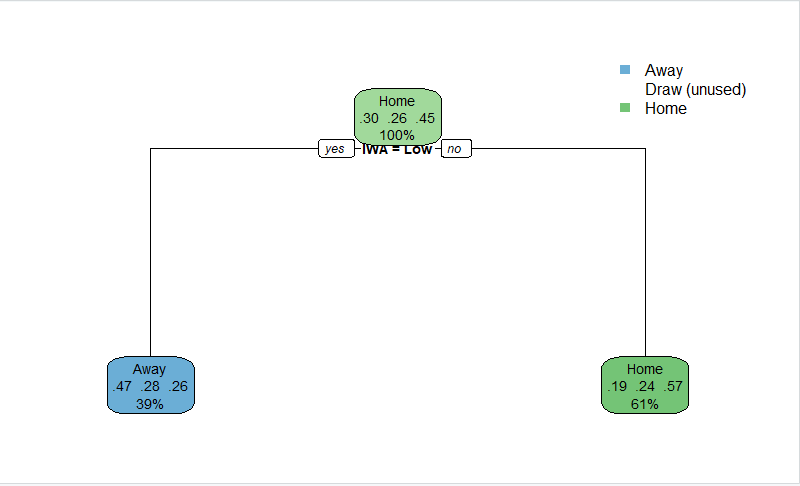 Away
Draw (unused)
Home
Home
.30 .26 .45
100%
yes IWA = Low no
Away
.47 .28 .26
39%
Home
.19 .24 .57
61%